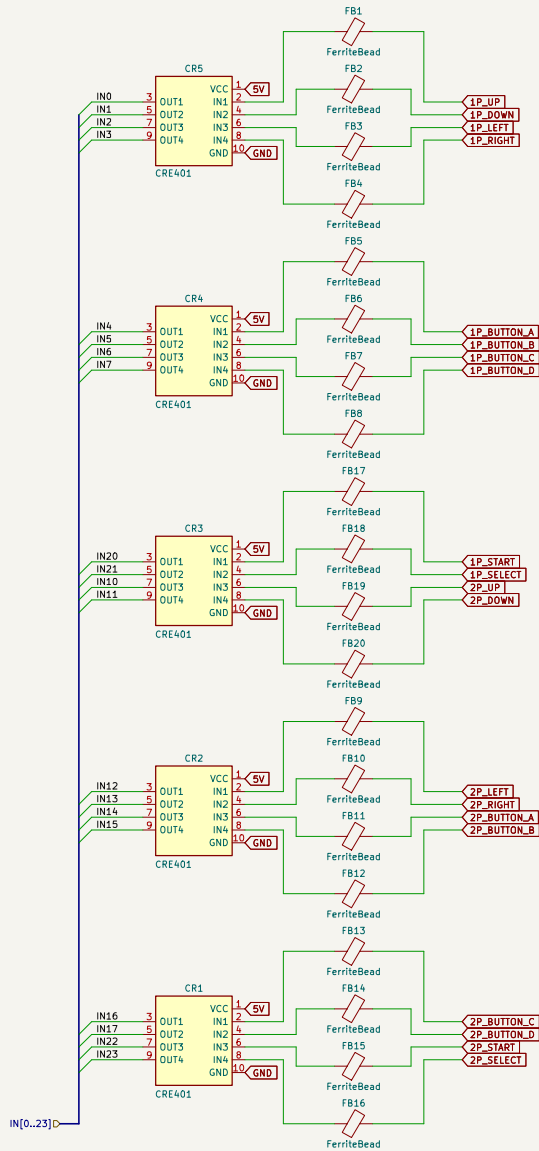 FB1
FerriteBead
CR5
FB2
VCC 1 5V
IN0 3 OUT1 IN1 2 1P_UP
IN1 5 OUT2 IN2 4 FerriteBead 1P_DOWN
IN2 7 OUT3 IN3 6 FB3 1P_LEFT
IN3 9 OUT4 IN4 8 1P_RIGHT
GND 10 GND
FerriteBead
CRE401
FB4
FerriteBead
FB5
FerriteBead
CR4
FB6
VCC 1 5V
IN4 3 OUT1 IN1 2 1P_BUTTON_A
IN5 5 OUT2 IN2 4 FerriteBead 1P_BUTTON_B
IN6 7 OUT3 IN3 6 FB7 1P_BUTTON_C
IN7 9 OUT4 IN4 8 1P_BUTTON_D
GND 10 GND
FerriteBead
CRE401
FB8
FerriteBead
FB17
FerriteBead
CR3
FB18
VCC 1 5V
IN20 3 OUT1 IN1 2 1P_START
IN21 5 OUT2 IN2 4 FerriteBead 1P_SELECT
IN10 7 OUT3 IN3 6 FB19 2P_UP
IN11 9 OUT4 IN4 8 2P_DOWN
GND 10 GND
FerriteBead
CRE401
FB20
FerriteBead
FB9
FerriteBead
CR2
FB10
VCC 1 5V
IN12 3 OUT1 IN1 2 2P_LEFT
IN13 5 OUT2 IN2 4 FerriteBead 2P_RIGHT
IN14 7 OUT3 IN3 6 FB11 2P_BUTTON_A
IN15 9 OUT4 IN4 8 2P_BUTTON_B
GND 10 GND
FerriteBead
CRE401
FB12
FerriteBead
FB13
FerriteBead
CR1
FB14
VCC 1 5V
IN16 3 OUT1 IN1 2 2P_BUTTON_C
IN17 5 OUT2 IN2 4 FerriteBead 2P_BUTTON_D
IN22 7 OUT3 IN3 6 FB15 2P_START
IN23 9 OUT4 IN4 8 2P_SELECT
GND 10 GND
FerriteBead
CRE401
FB16
IN[0..23]
FerriteBead